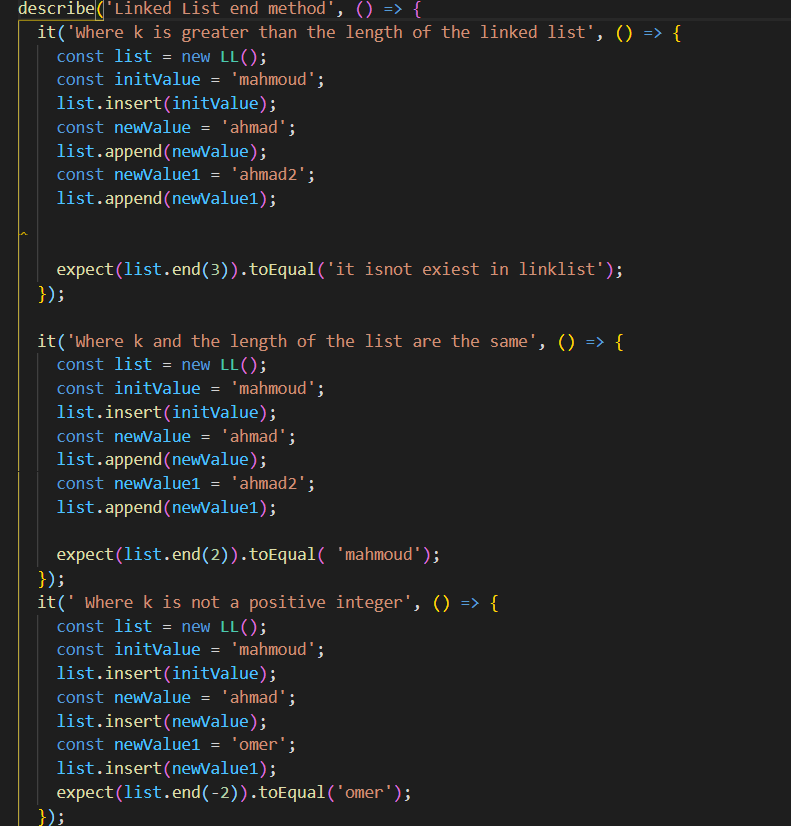 describe('Linked List end method', () => {
it('Where k is greater than the length of the linked list', () => {
const list = new LL();
const initValue = 'mahmoud';
list.insert(initValue);
const newValue = 'ahmad';
list.append(newValue);
const newValue1 = 'ahmad2';
list.append(newValue1);
expect(list.end(3)).toEqual('it isnot exiest in linklist');
});
it('Where k and the length of the list are the same', () => {
const list = new LL();
const initValue = 'mahmoud';
list.insert(initValue);
const newValue = 'ahmad';
list.append(newValue);
const newValue1 = 'ahmad2';
list.append(newValue1);
expect(list.end(2)).toEqual( 'mahmoud');
});
it(' Where k is not a positive integer', () => {
const list = new LL();
const initValue = 'mahmoud';
list.insert(initValue);
const newValue = 'ahmad';
list.insert(newValue);
const newValue1 = 'omer';
list.insert(newValue1);
expect(list.end(-2)).toEqual('omer');
});